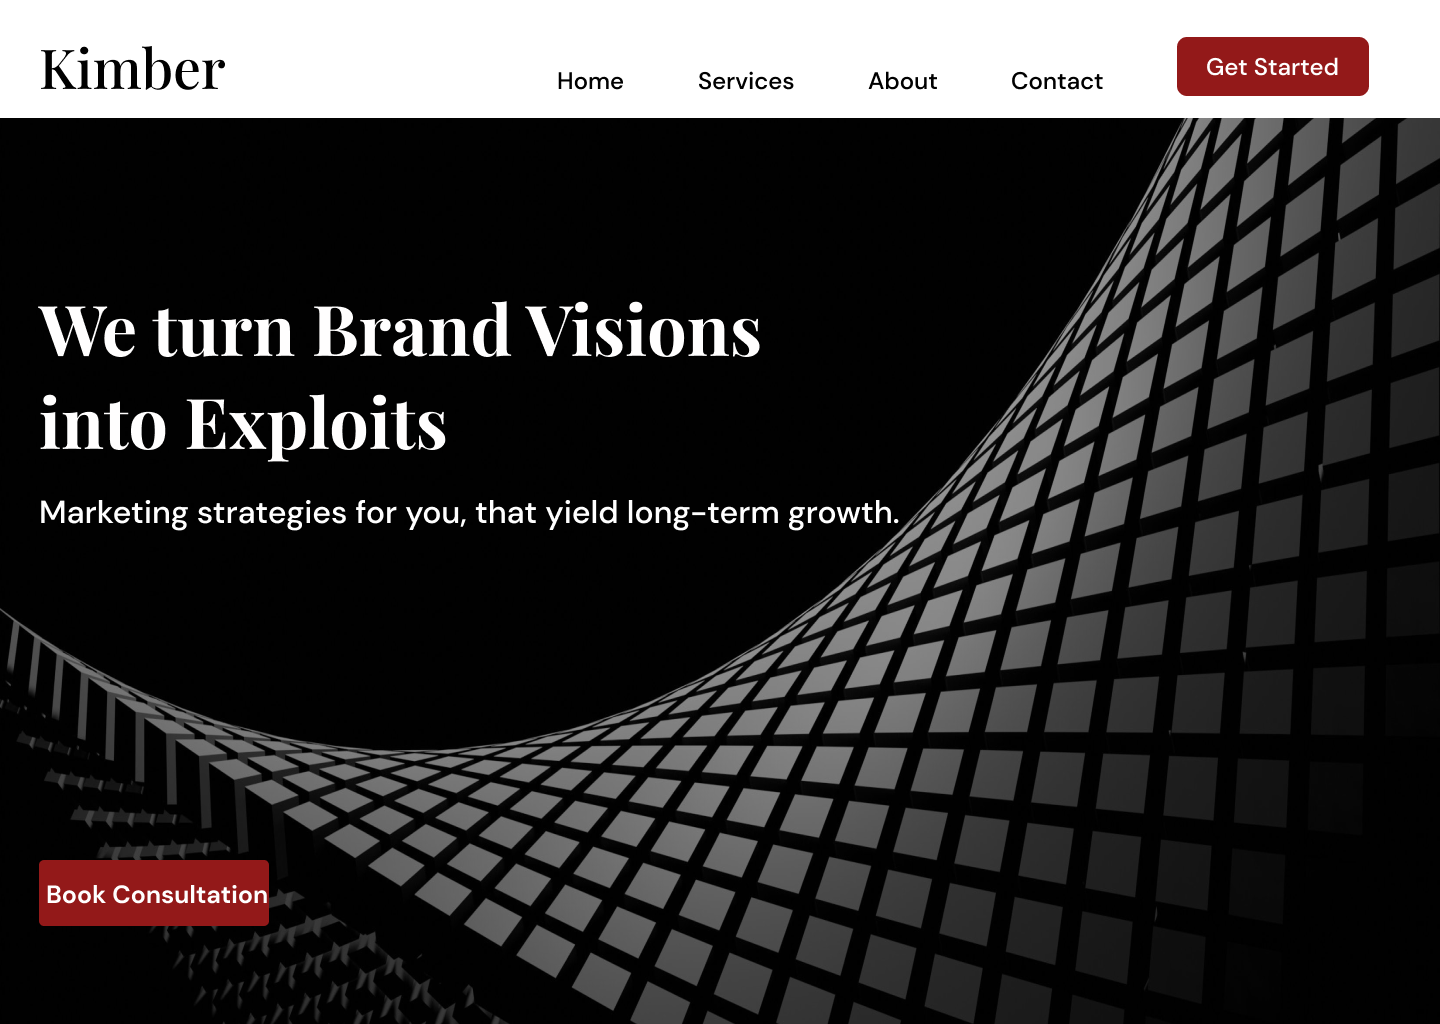 Kimber
Home Services About Contact Get Started
We turn Brand Visions
into Exploits
Marketing strategies for you, that yield long-term growth.
Book Consultation